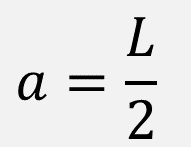 a = L/2